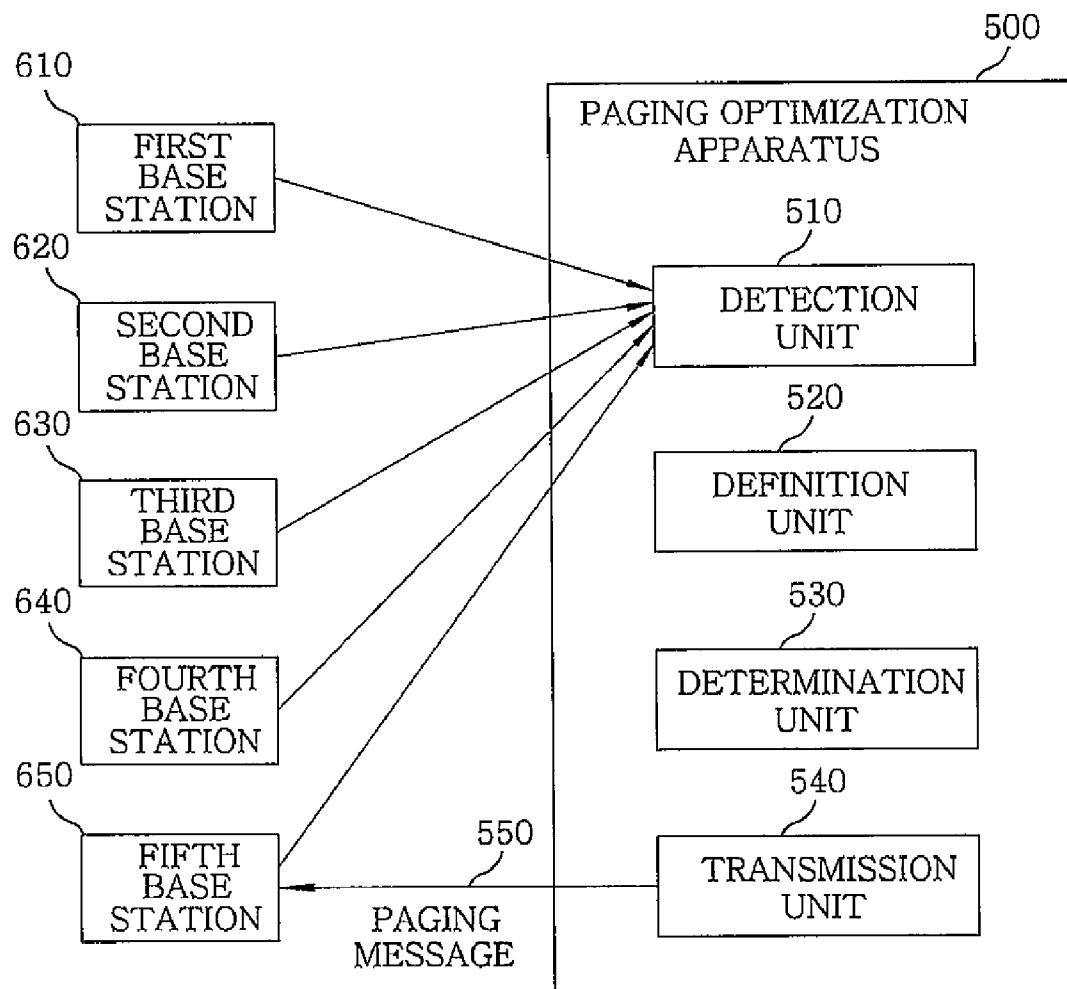 500
610
PAGING OPTIMIZATION
APPARATUS
FIRST
BASE
STATION
510
620
DETECTION
UNIT
SECOND
BASE
STATION
520
630
DEFINITION
UNIT
THIRD
BASE
STATION
530
640
DETERMINATION
UNIT
FOURTH
BASE
STATION
540
650
550
TRANSMISSION
UNIT
FIFTH
BASE
STATION
PAGING
MESSAGE